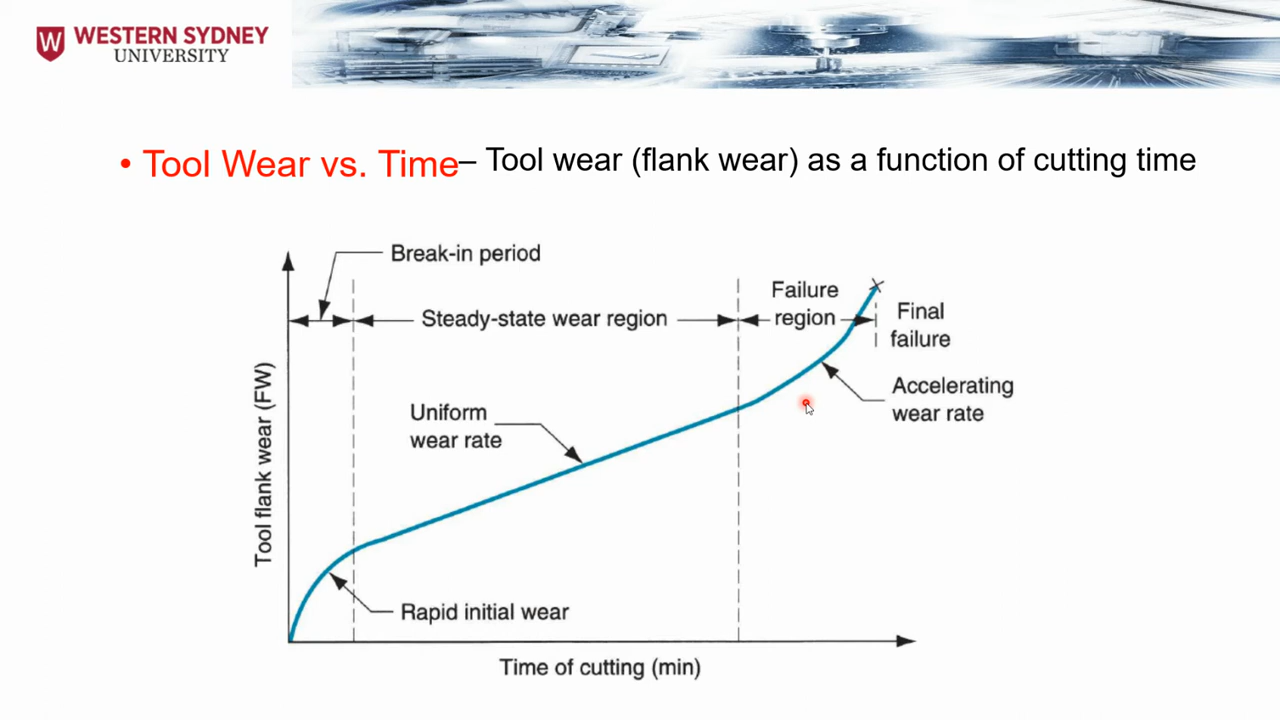 WESTERN SYDNEY
UNIVERSITY
• Tool Wear vs. Time– Tool wear (flank wear) as a function of cutting time
Break-in period
Steady-state wear region
Failure
region
Final
failure
Accelerating
wear rate
Uniform
wear rate
Rapid initial wear
Tool flank wear (FW)
Time of cutting (min)